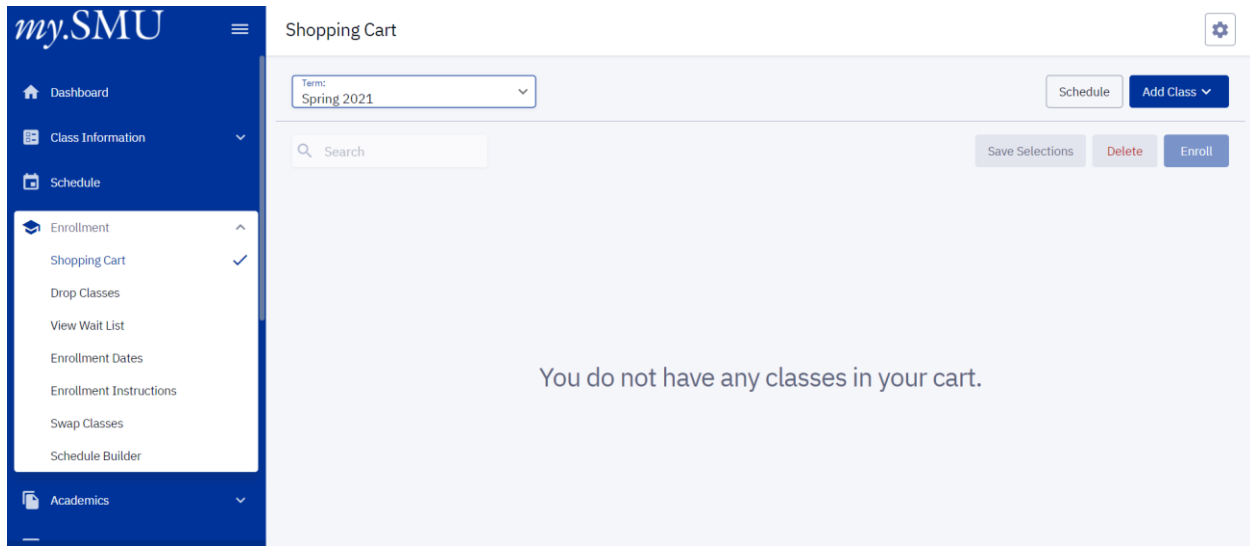 my.SMU
Shopping Cart
Dashboard
Class Information
Schedule
Enrollment
Shopping Cart
Drop Classes
View Wait List
Enrollment Dates
Enrollment Instructions
Swap Classes
Schedule Builder
Academics
Term:
Spring 2021
Schedule
Add Class
Search
Save Selections
Delete
Enroll
You do not have any classes in your cart.